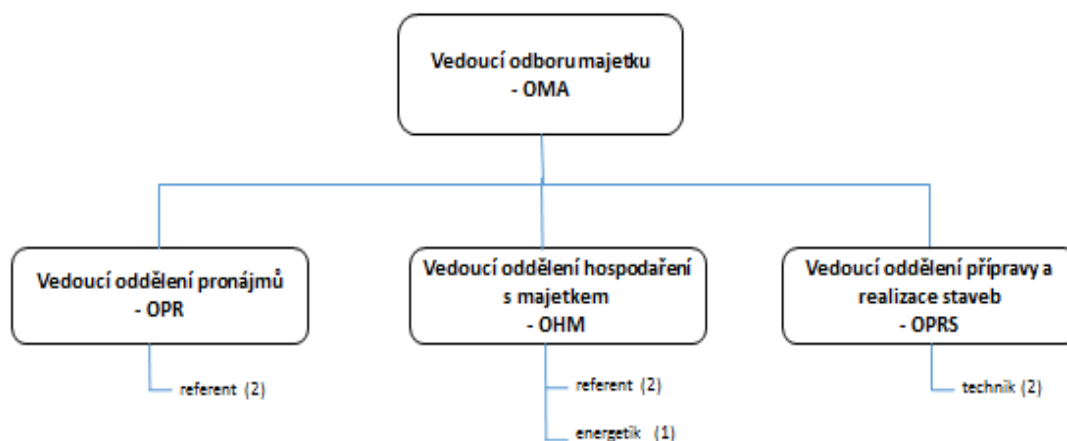 Vedoucí odboru majetku
- OMA
Vedoucí oddělení pronájmů
- OPR
Vedoucí oddělení hospodaření
s majetkem
- OHM
Vedoucí oddělení přípravy a
realizace staveb
- OPRS
referent (2)
referent (2)
energetik (1)
technik (2)